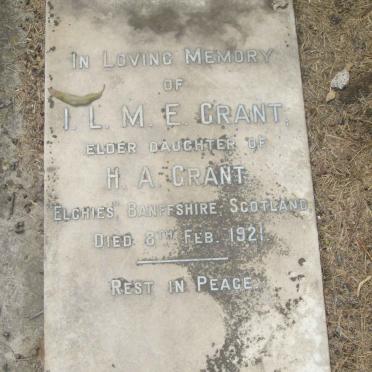 IN LOVING MEMORY
OF
I. L. M. E. GRANT,
ELDER DAUGHTER OF
H. A. GRANT
"ELCHIES", BANFFSHIRE, SCOTLAND
DIED 8TH FEB. 1921
REST IN PEACE.